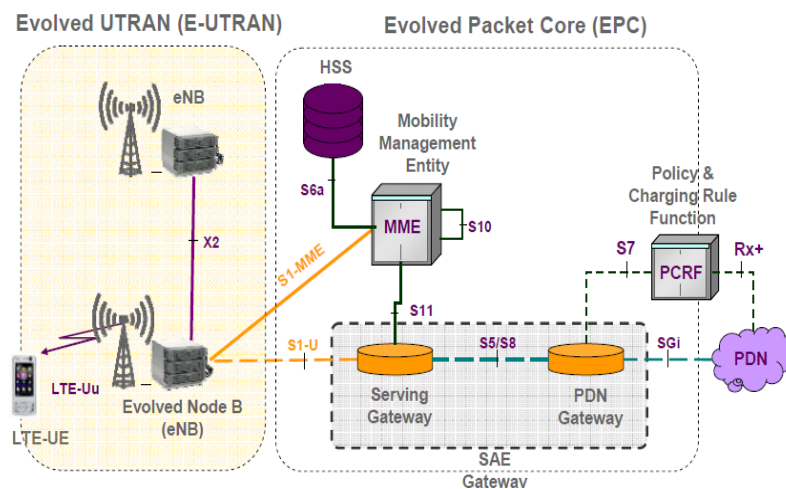 Evolved UTRAN (E-UTRAN)
Evolved Packet Core (EPC)
HSS
eNB
Mobility
Management
Entity
S6a
MME
S10
Policy &
Charging Rule
Function
X2
S1-MME
S7
PCRF
Rx+
S11
S1-U
S5/S8
SGi
PDN
LTE-Uu
Serving
Gateway
PDN
Gateway
Evolved Node B
(eNB)
LTE-UE
SAE
Gateway